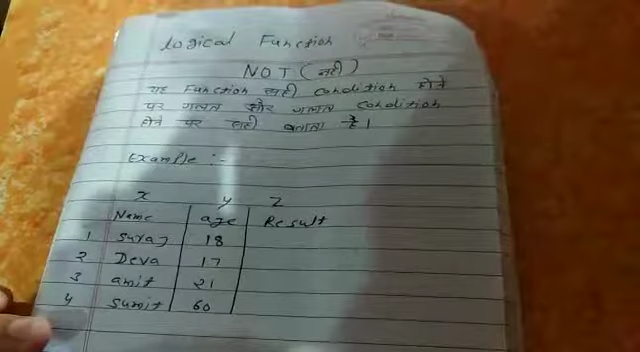 Logical Function
NOT (नही)
यह Function सही Condition होने
पर गलत और गलत Condition
होने पर सही बताता है।
Example :-
x y z
Name age Result
1 Suraj 18
2 Deva 17
3 amit 21
4 Sumit 60